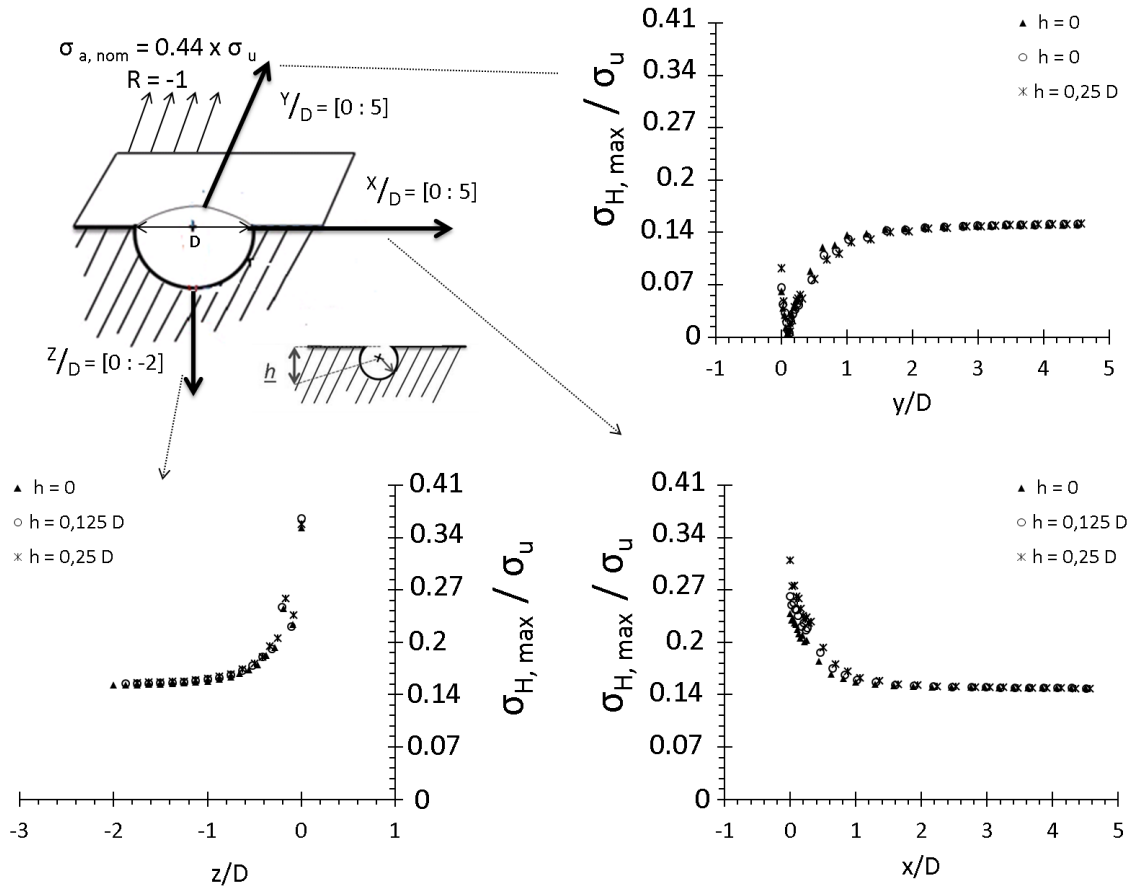 σ a, nom = 0.44 x σ u
R = -1
Y/D = [0 : 5]
X/D = [0 : 5]
D
r
Z/D = [0 : -2]
h
0.41
0.34
0.27
0.2
0.14
0.07
0
σH, max / σu
▲ h = 0
○ h = 0
h = 0,25 D
-1 0 1 2 3 4 5
y/D
▲ h = 0
○ h = 0,125 D
h = 0,25 D
0.41
0.34
0.27
0.2
0.14
0.07
0
σH, max / σu
-3 -2 -1 0 1
z/D
0.41
0.34
0.27
0.2
0.14
0.07
0
σH, max / σu
▲ h = 0
○ h = 0,125 D
h = 0,25 D
-1 0 1 2 3 4 5
x/D